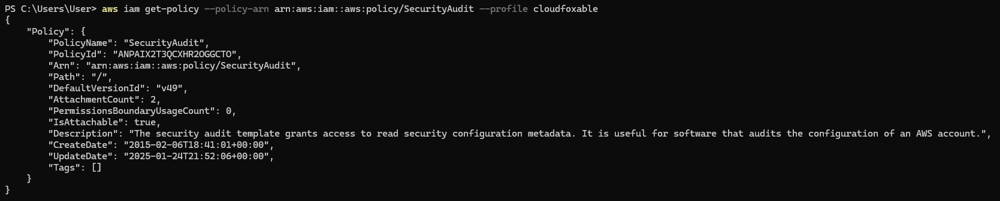 PS C:\Users\User> aws iam get-policy --policy-arn arn:aws:iam::aws:policy/SecurityAudit --profile cloudfoxable
{
    "Policy": {
        "PolicyName": "SecurityAudit",
        "PolicyId": "ANPAIX2T3QCXHR2OGGCTO",
        "Arn": "arn:aws:iam::aws:policy/SecurityAudit",
        "Path": "/",
        "DefaultVersionId": "v49",
        "AttachmentCount": 2,
        "PermissionsBoundaryUsageCount": 0,
        "IsAttachable": true,
        "Description": "The security audit template grants access to read security configuration metadata. It is useful for software that audits the configuration of an AWS account.",
        "CreateDate": "2015-02-06T18:41:01+00:00",
        "UpdateDate": "2025-01-24T21:52:06+00:00",
        "Tags": []
    }
}